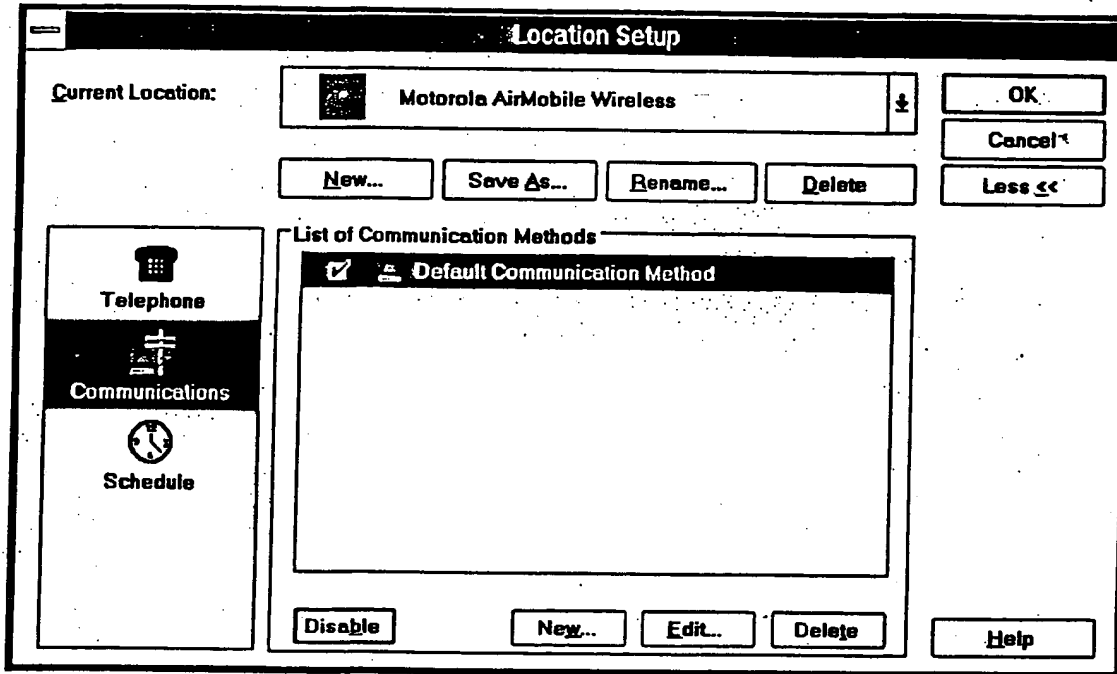 Location Setup
Current Location:
Motorola AirMobile Wireless
OK
Cancel
New...
Save As...
Rename...
Delete
Less <<
List of Communication Methods
Default Communication Method
Telephone
Communications
Schedule
Disable
New...
Edit...
Delete
Help